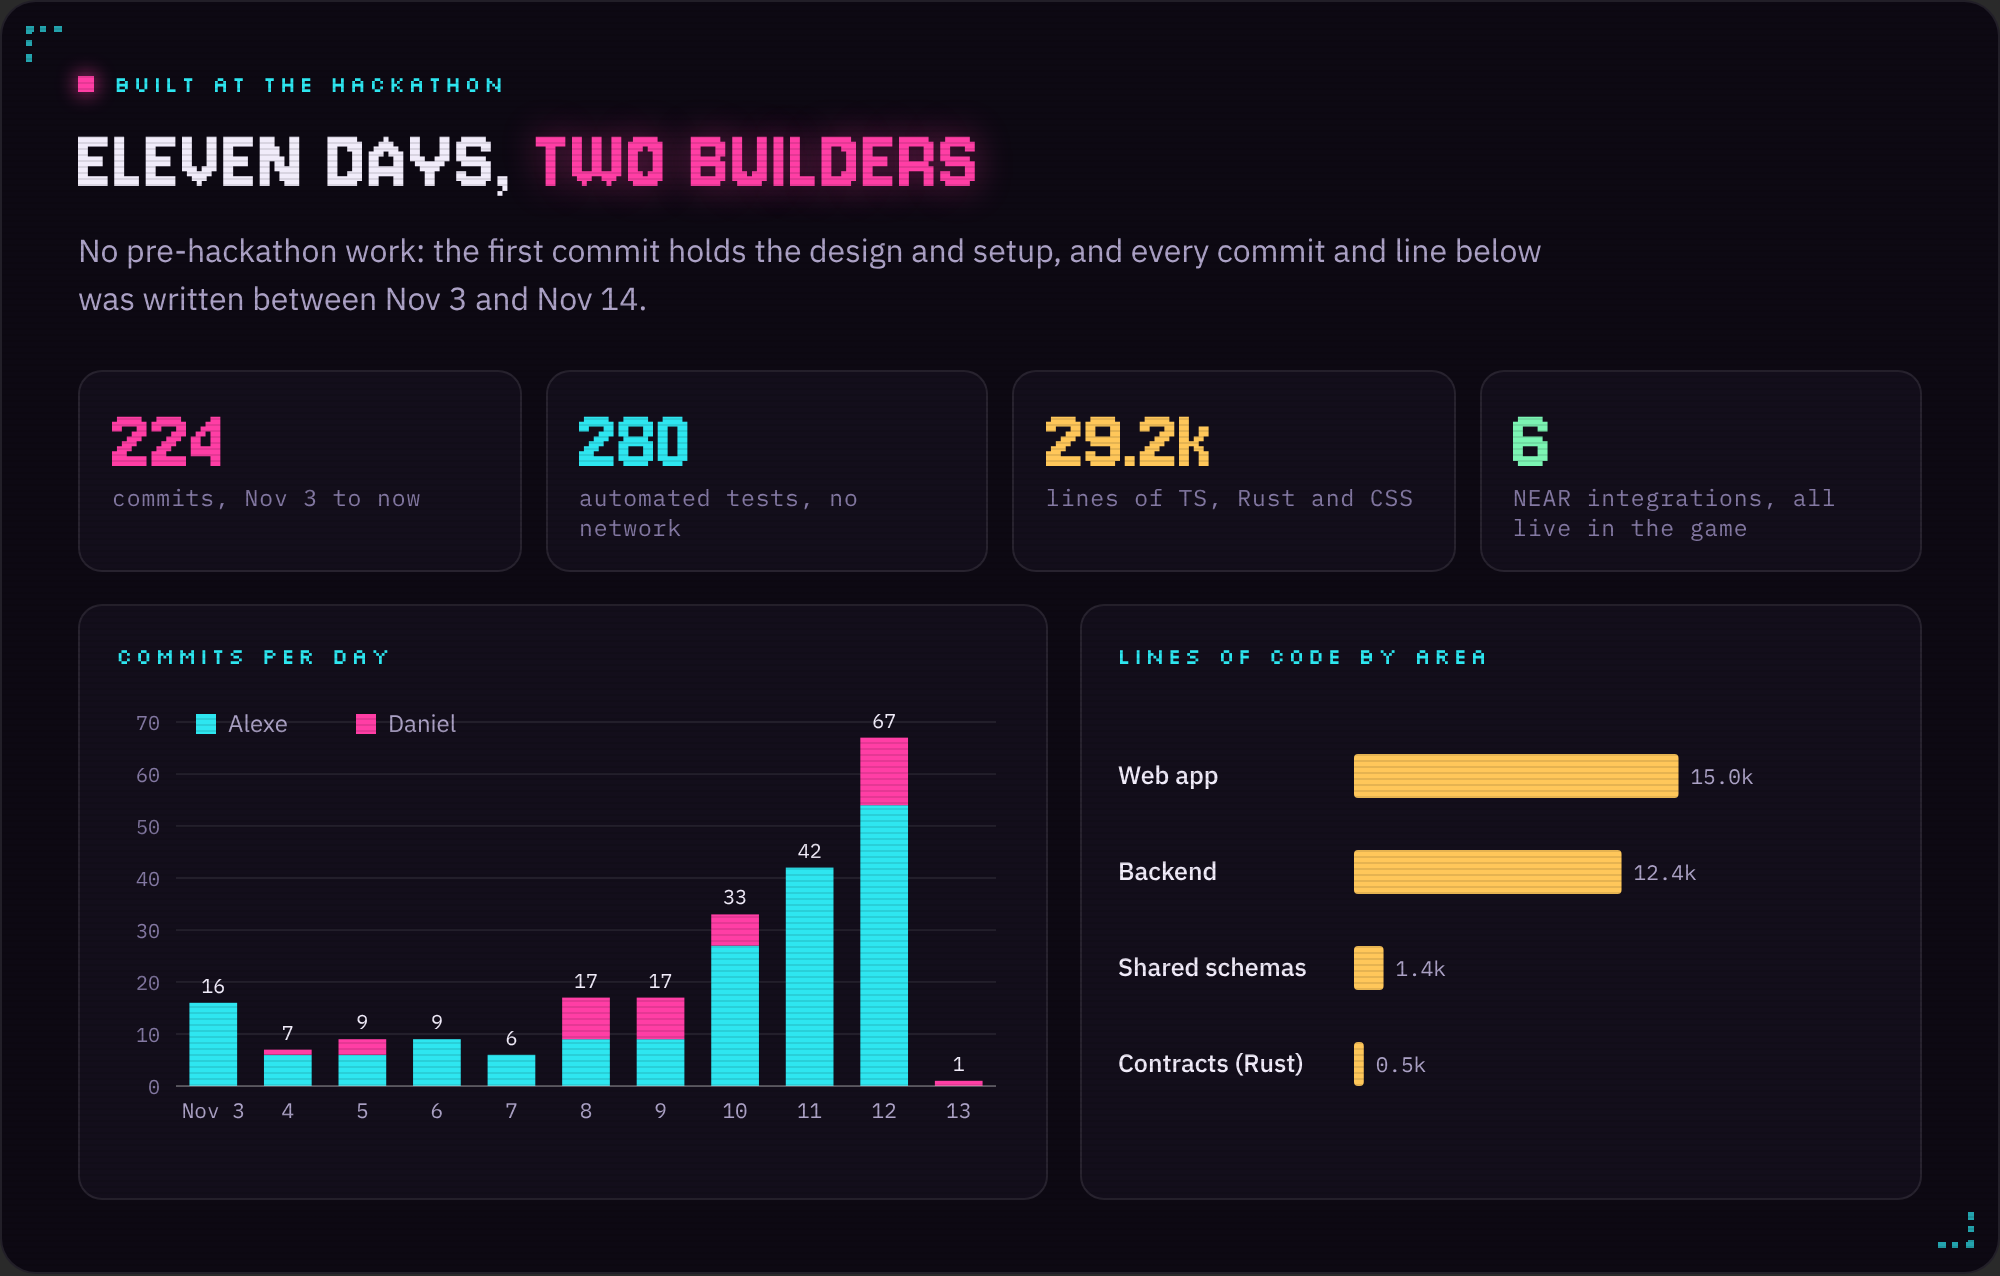 BUILT AT THE HACKATHON
ELEVEN DAYS, TWO BUILDERS
No pre-hackathon work: the first commit holds the design and setup, and every commit and line below
was written between Nov 3 and Nov 14.
224
commits, Nov 3 to now
280
automated tests, no
network
29.2k
lines of TS, Rust and CSS
6
NEAR integrations, all
live in the game
COMMITS PER DAY
Alexe
Daniel
70
60
50
40
30
20
10
0
16
7
9
9
6
17
17
33
42
67
1
Nov 3
4
5
6
7
8
9
10
11
12
13
LINES OF CODE BY AREA
Web app 15.0k
Backend 12.4k
Shared schemas 1.4k
Contracts (Rust) 0.5k